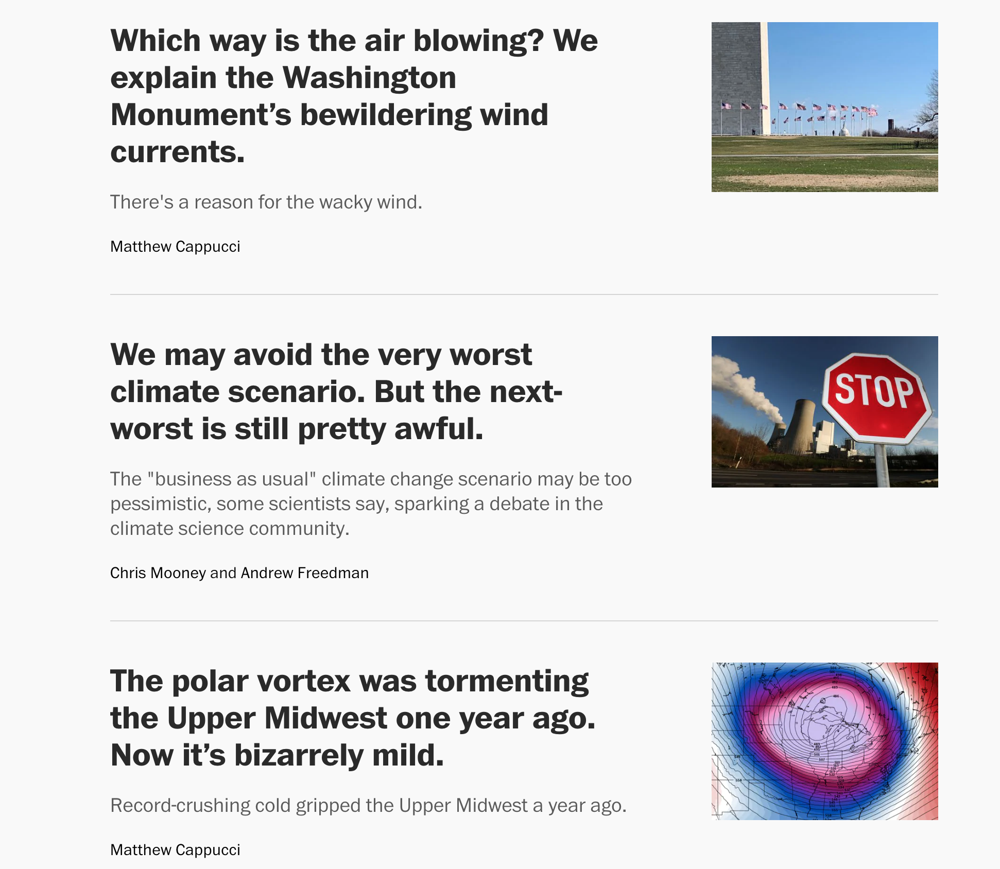 Which way is the air blowing? We
explain the Washington
Monument’s bewildering wind
currents.
There's a reason for the wacky wind.
Matthew Cappucci
We may avoid the very worst
climate scenario. But the next-
worst is still pretty awful.
STOP
The "business as usual" climate change scenario may be too
pessimistic, some scientists say, sparking a debate in the
climate science community.
Chris Mooney and Andrew Freedman
The polar vortex was tormenting
the Upper Midwest one year ago.
Now it’s bizarrely mild.
486
501
507
558
Record-crushing cold gripped the Upper Midwest a year ago.
Matthew Cappucci